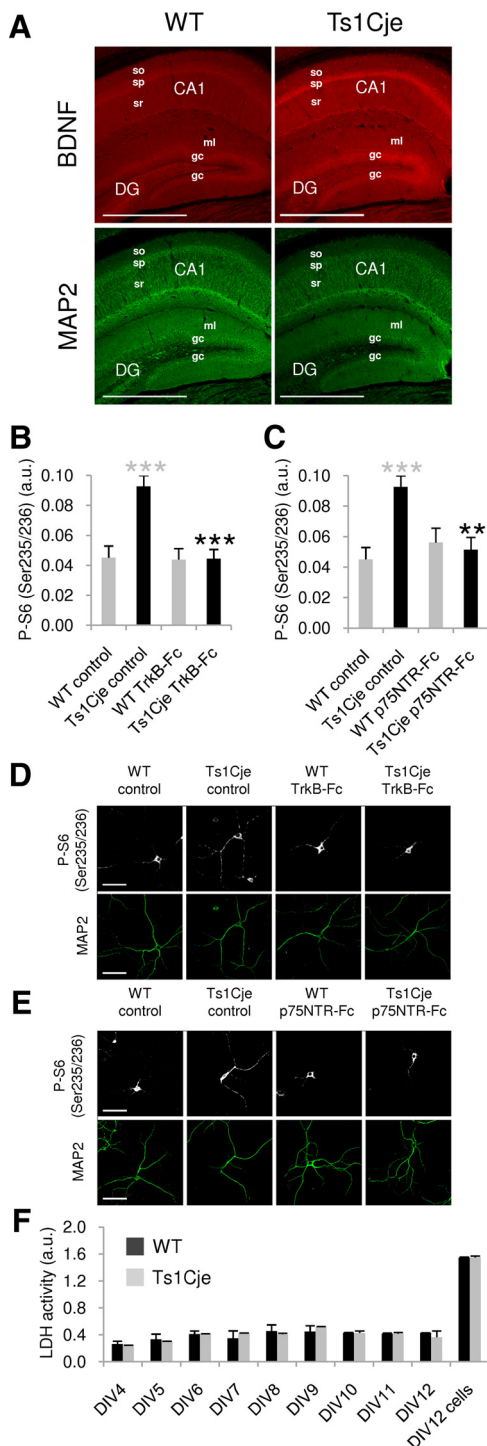 A
WT
Ts1Cje
BDNF
so
sp
sr
CA1
ml
gc
gc
DG
so
sp
sr
CA1
ml
gc
gc
DG
MAP2
so
sp
sr
CA1
ml
gc
gc
DG
so
sp
sr
CA1
ml
gc
gc
DG
B
P-S6 (Ser235/236) (a.u.)
0.10
0.08
0.06
0.04
0.02
0.00
***
***
WT control
Ts1Cje control
WT TrkB-Fc
Ts1Cje TrkB-Fc
C
P-S6 (Ser235/236) (a.u.)
0.10
0.08
0.06
0.04
0.02
0.00
***
**
WT control
Ts1Cje control
WT p75NTR-Fc
Ts1Cje p75NTR-Fc
D
WT
control
Ts1Cje
control
WT
TrkB-Fc
Ts1Cje
TrkB-Fc
P-S6
(Ser235/236)
MAP2
E
WT
control
Ts1Cje
control
WT
p75NTR-Fc
Ts1Cje
p75NTR-Fc
P-S6
(Ser235/236)
MAP2
F
LDH activity (a.u.)
2.0
1.6
1.2
0.8
0.4
0.0
WT
Ts1Cje
DIV4
DIV5
DIV6
DIV7
DIV8
DIV9
DIV10
DIV11
DIV12
DIV12 cells